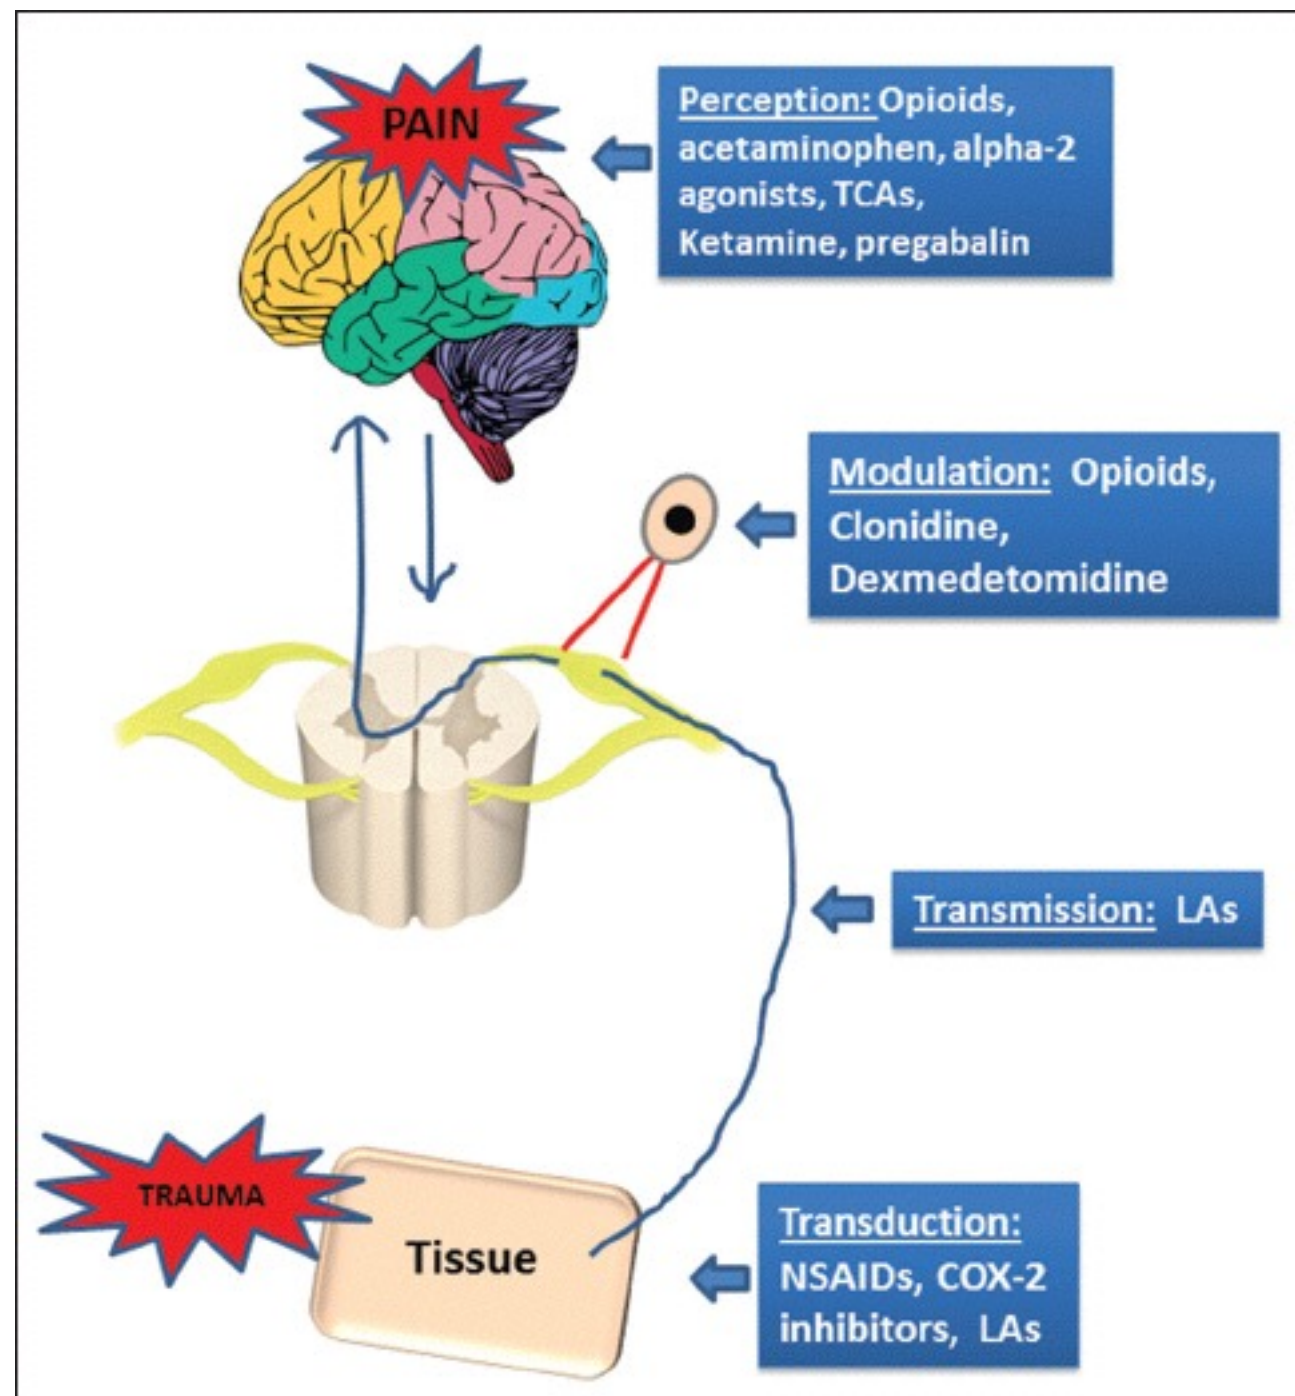 PAIN
Perception: Opioids,
acetaminophen, alpha-2
agonists, TCAs,
Ketamine, pregabalin
Modulation: Opioids,
Clonidine,
Dexmedetomidine
Transmission: LAs
TRAUMA
Tissue
Transduction:
NSAIDs, COX-2
inhibitors, LAs